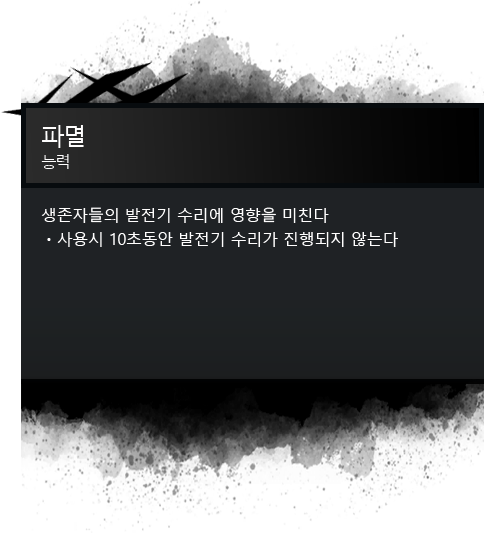 파멸
능력
생존자들의 발전기 수리에 영향을 미친다
・사용시 10초동안 발전기 수리가 진행되지 않는다